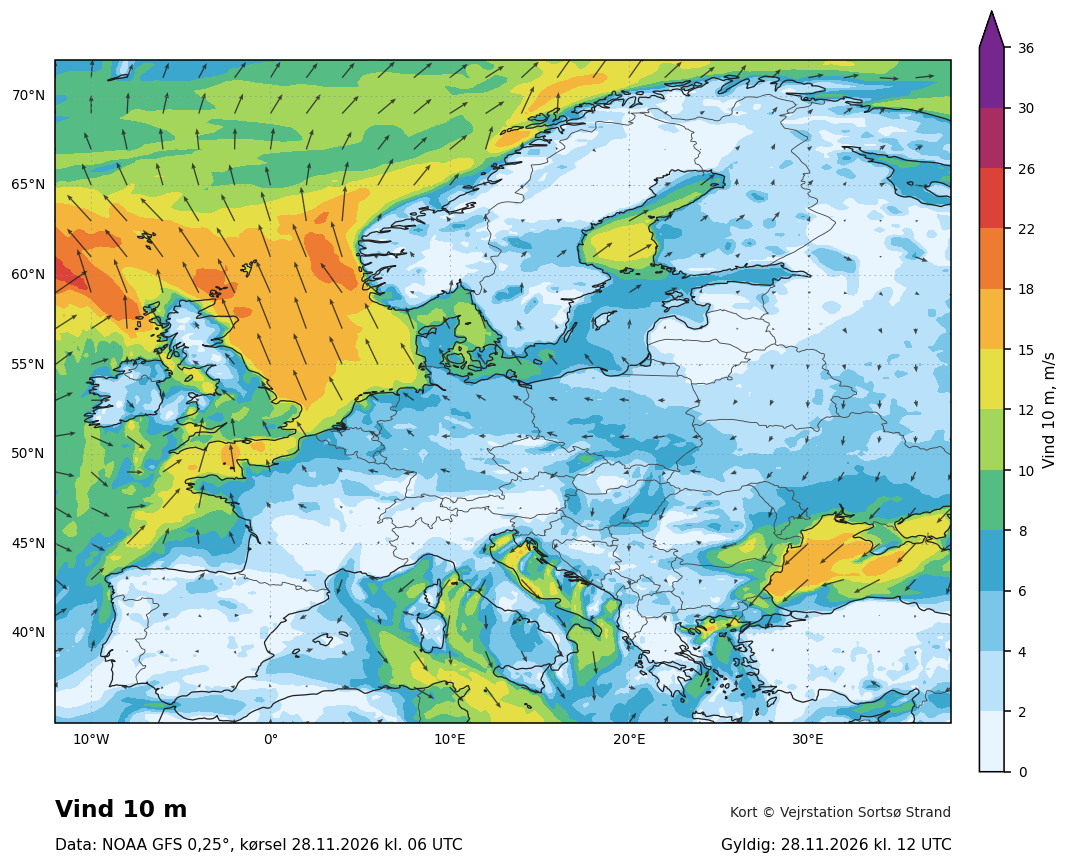 36
30
26
22
18
15
12
10
8
6
4
2
0
Vind 10 m, m/s
70°N
65°N
60°N
55°N
50°N
45°N
40°N
10°W
0°
10°E
20°E
30°E
Vind 10 m
Kort © Vejrstation Sortsø Strand
Data: NOAA GFS 0,25°, kørsel 28.11.2026 kl. 06 UTC
Gyldig: 28.11.2026 kl. 12 UTC